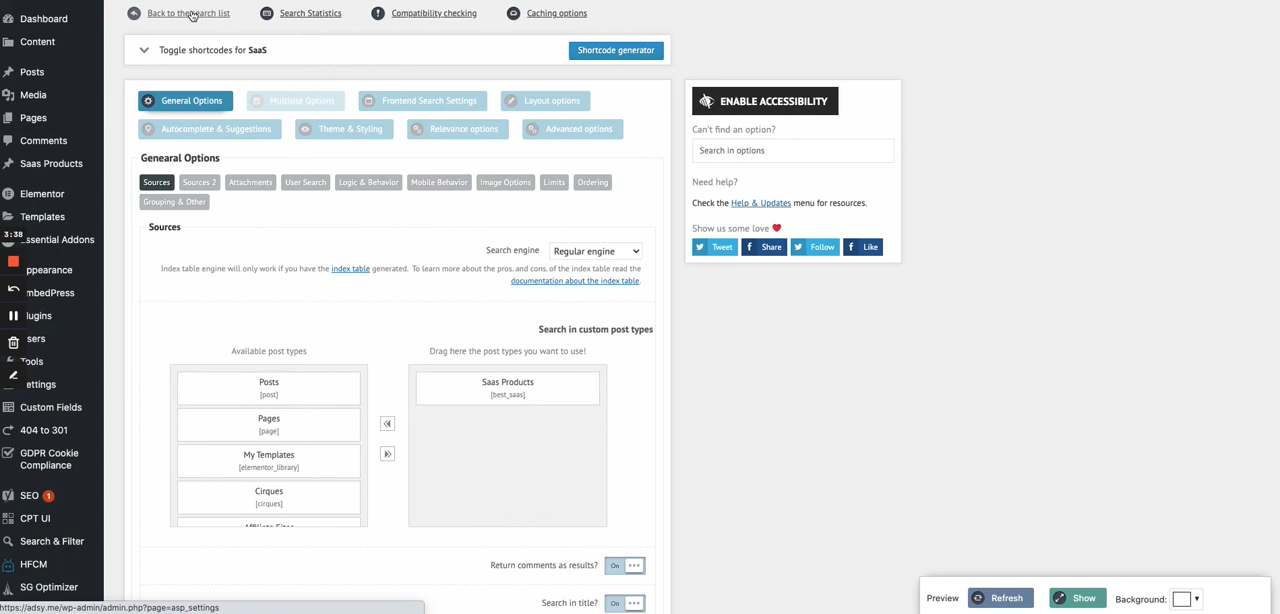 Dashboard
Content
Posts
Media
Pages
Comments
Saas Products
Elementor
Templates
3:38
Essential Addons
ppearance
mbedPress
lugins
sers
ools
ettings
Custom Fields
404 to 301
GDPR Cookie
Compliance
SEO 1
CPT UI
Search & Filter
HFCM
SG Optimizer
Back to the search list
Search Statistics
Compatibility checking
Caching options
Toggle shortcodes for SaaS
Shortcode generator
General Options
Multisite Options
Frontend Search Settings
Layout options
Autocomplete & Suggestions
Theme & Styling
Relevance options
Advanced options
Genearal Options
Sources
Sources 2
Attachments
User Search
Logic & Behavior
Mobile Behavior
Image Options
Limits
Ordering
Grouping & Other
Sources
Search engine Regular engine
Index table engine will only work if you have the index table generated. To learn more about the pros. and cons. of the index table read the
documentation about the index table.
Search in custom post types
Available post types
Drag here the post types you want to use!
Posts
[post]
Pages
[page]
My Templates
[elementor_library]
Cirques
[cirques]
Affiliate Sites
Saas Products
[best_saas]
Return comments as results? On
Search in title? On
ENABLE ACCESSIBILITY
Can't find an option?
Search in options
Need help?
Check the Help & Updates menu for resources.
Show us some love
Tweet
Share
Follow
Like
Preview
Refresh
Show
Background:
https://adsy.me/wp-admin/admin.php?page=asp_settings